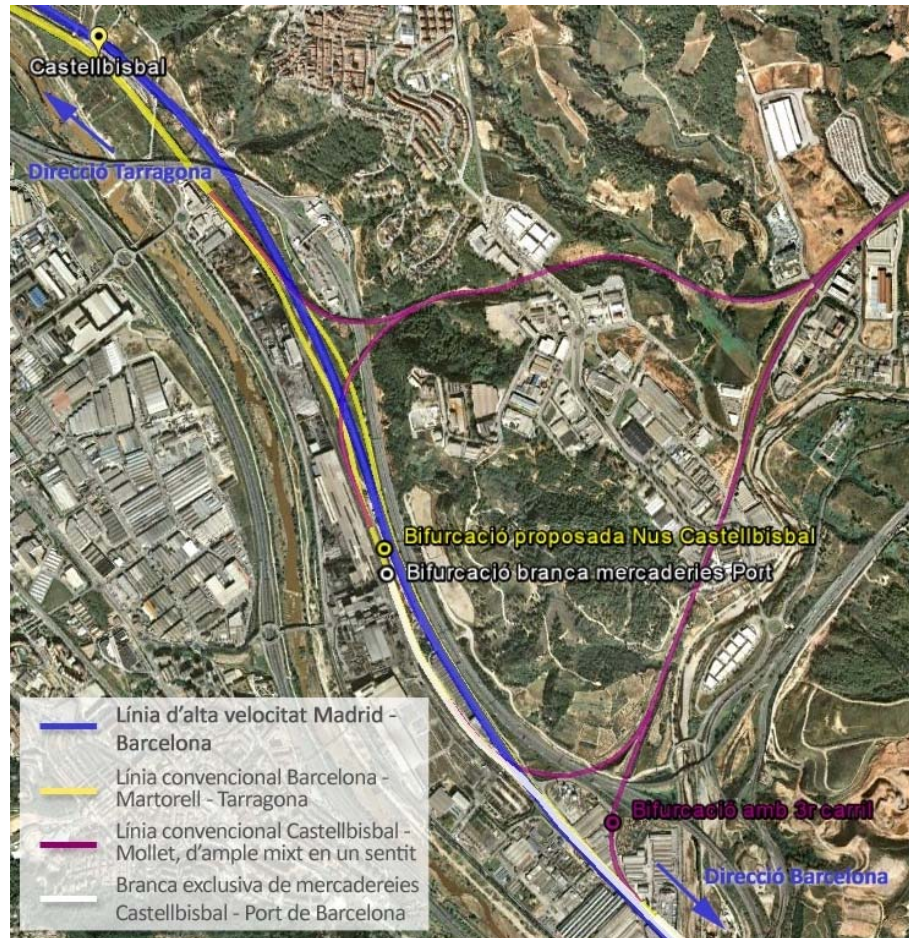 Castellbisbal
Direcció Tarragona
Bifurcació proposada Nus Castellbisbal
Bifurcació branca mercaderies Port
Línia d'alta velocitat Madrid -
Barcelona
Línia convencional Barcelona -
Martorell - Tarragona
Línia convencional Castellbisbal -
Mollet, d'ample mixt en un sentit
Branca exclusiva de mercadereies
Castellbisbal - Port de Barcelona
Bifurcació amb 3r carril
Direcció Barcelona